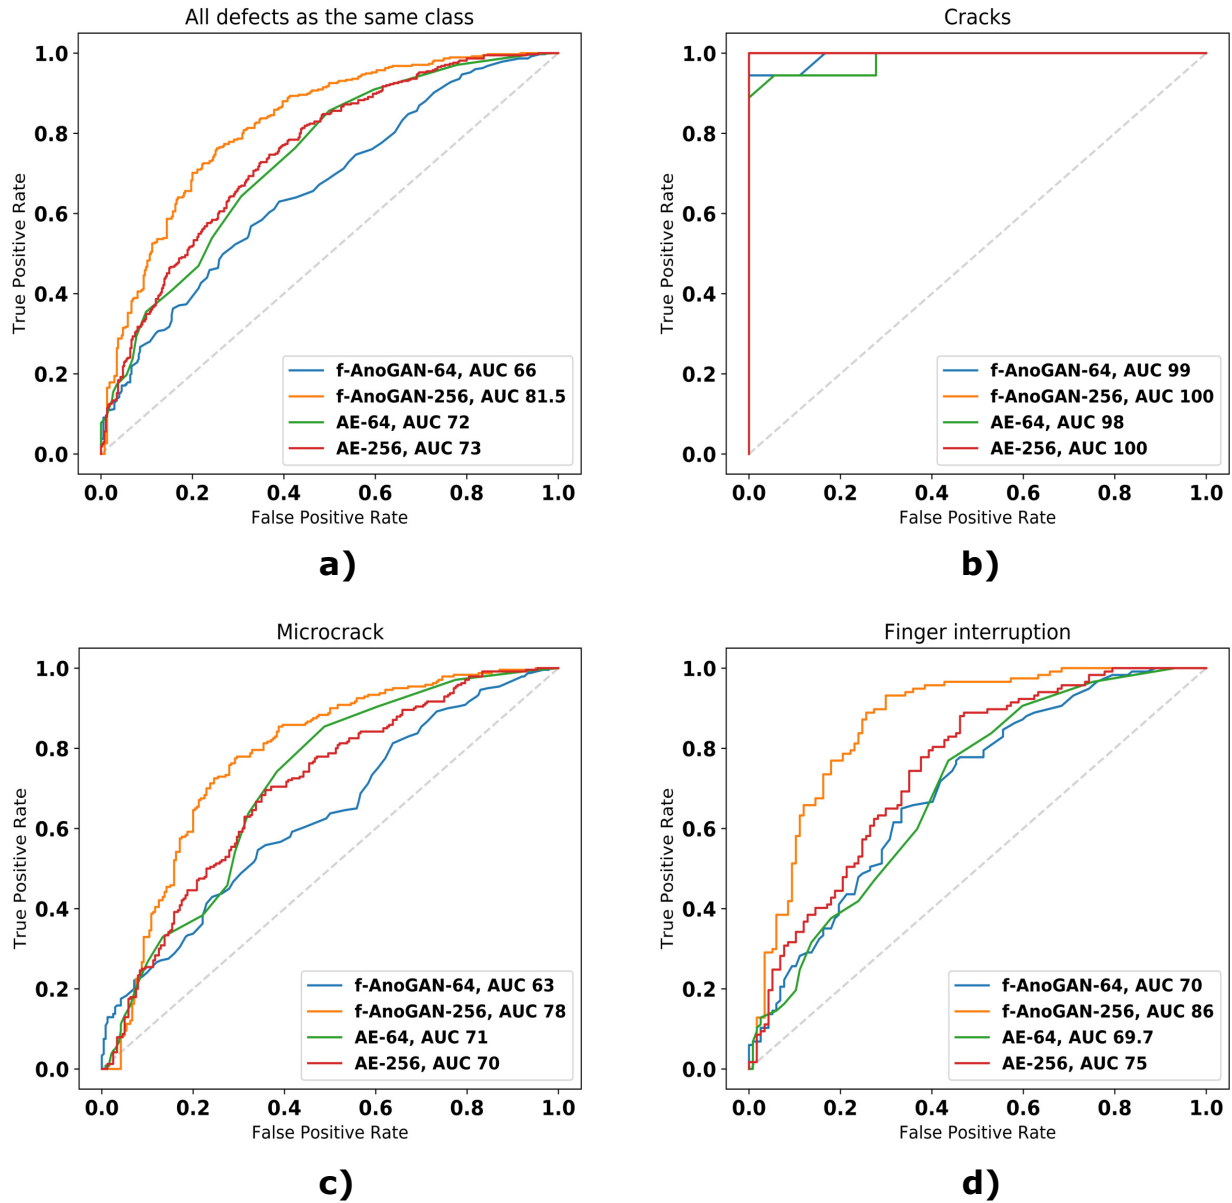 All defects as the same class
True Positive Rate
1.0
0.8
0.6
0.4
0.2
0.0
f-AnoGAN-64, AUC 66
f-AnoGAN-256, AUC 81.5
AE-64, AUC 72
AE-256, AUC 73
0.0 0.2 0.4 0.6 0.8 1.0
False Positive Rate
a)
Cracks
True Positive Rate
1.0
0.8
0.6
0.4
0.2
0.0
f-AnoGAN-64, AUC 99
f-AnoGAN-256, AUC 100
AE-64, AUC 98
AE-256, AUC 100
0.0 0.2 0.4 0.6 0.8 1.0
False Positive Rate
b)
Microcrack
True Positive Rate
1.0
0.8
0.6
0.4
0.2
0.0
f-AnoGAN-64, AUC 63
f-AnoGAN-256, AUC 78
AE-64, AUC 71
AE-256, AUC 70
0.0 0.2 0.4 0.6 0.8 1.0
False Positive Rate
c)
Finger interruption
True Positive Rate
1.0
0.8
0.6
0.4
0.2
0.0
f-AnoGAN-64, AUC 70
f-AnoGAN-256, AUC 86
AE-64, AUC 69.7
AE-256, AUC 75
0.0 0.2 0.4 0.6 0.8 1.0
False Positive Rate
d)